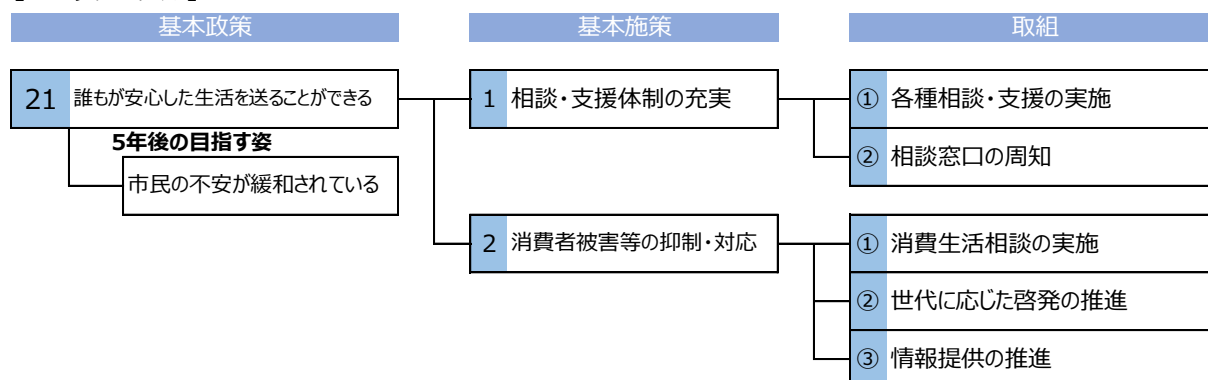 基本政策
基本施策
取組
21 誰もが安心した生活を送ることができる
1 相談・支援体制の充実
① 各種相談・支援の実施
5年後の目指す姿
② 相談窓口の周知
市民の不安が緩和されている
2 消費者被害等の抑制・対応
① 消費生活相談の実施
② 世代に応じた啓発の推進
③ 情報提供の推進